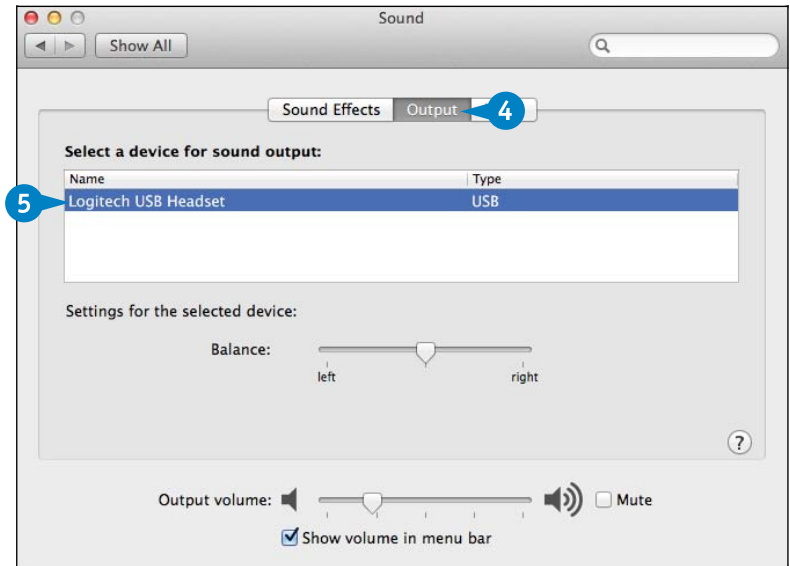 Sound
Show All
Sound Effects Output 4
Select a device for sound output:
Name Type
5 Logitech USB Headset USB
Settings for the selected device:
Balance:
left right
?
Output volume: Mute
Show volume in menu bar